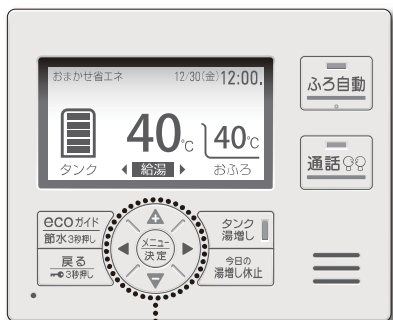 おまかせ省エネ 12/30(金)12:00.
40℃ 40℃
タンク ◀ 給湯 ▶ おふろ
ふろ自動
通話
ecoガイド
節水3秒押し
戻る
3秒押し
メニュー
決定
タンク
湯増し
今日の
湯増し休止